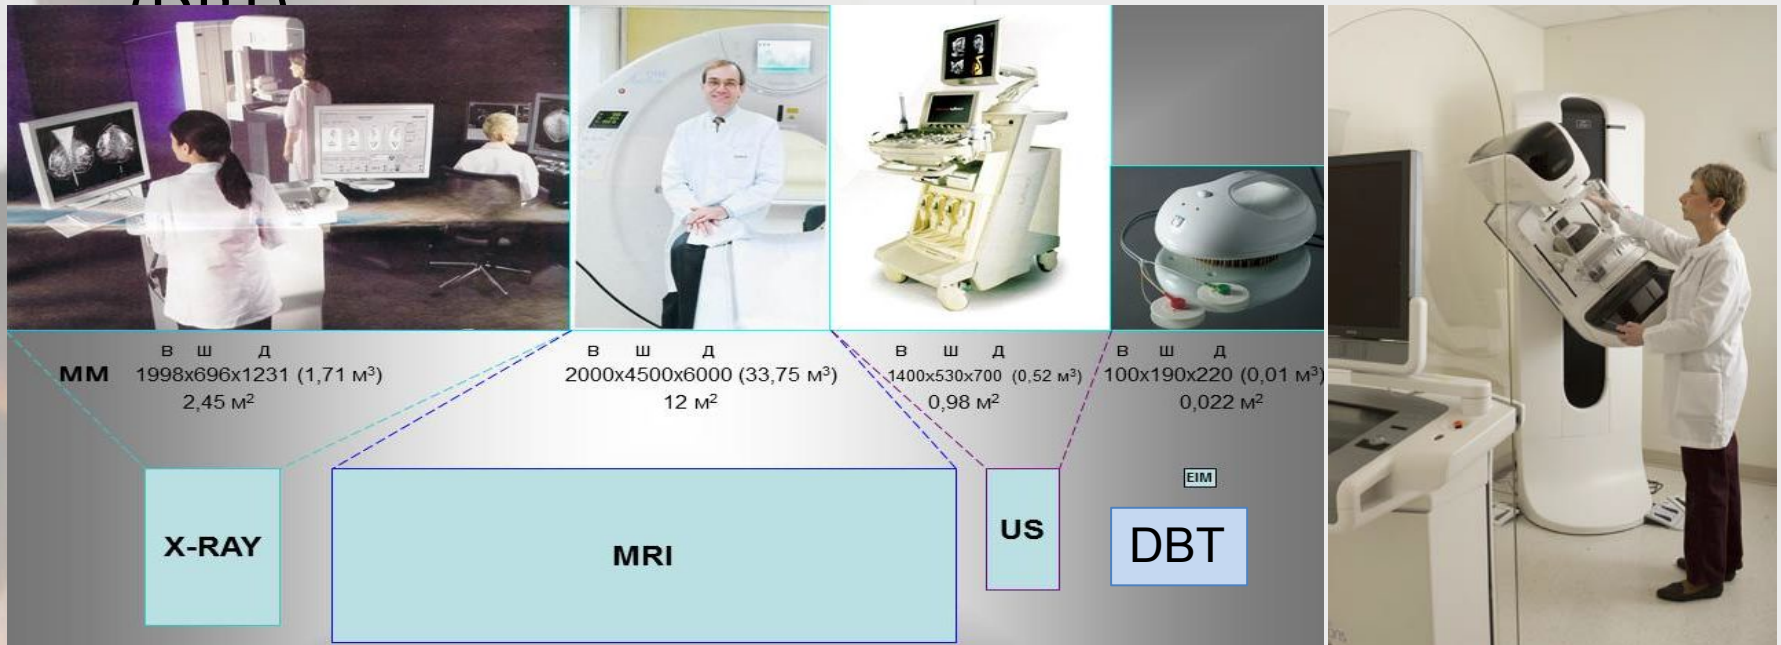 В Ш Д
ММ 1998x696x1231 (1,71 м³)
2,45 м²
В Ш Д
2000x4500x6000 (33,75 м³)
12 м²
В Ш Д
1400x530x700 (0,52 м³)
0,98 м²
В Ш Д
100x190x220 (0,01 м³)
0,022 м²
X-RAY
MRI
US
EIM
DBT